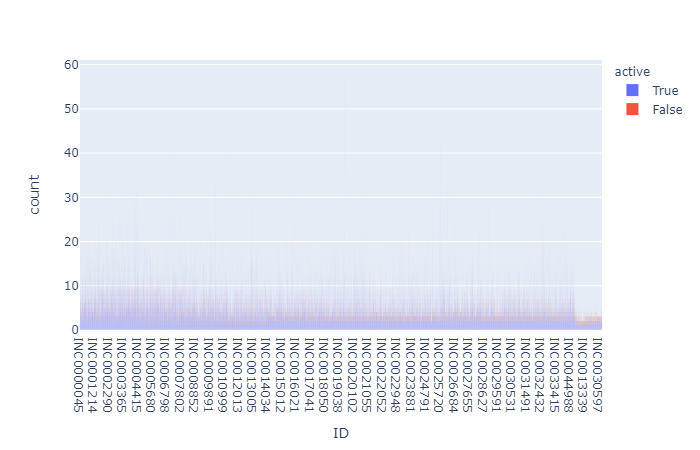 60
50
40
30
20
10
0
count
active
True
False
INC0000045
INC0001214
INC0002290
INC0003365
INC0004415
INC0005680
INC0006798
INC0007802
INC0008852
INC0009891
INC0010999
INC0012013
INC0013005
INC0014034
INC0015012
INC0016021
INC0017041
INC0018050
INC0019038
INC0020102
INC0021055
INC0022052
INC0022948
INC0023881
INC0024791
INC0025720
INC0026684
INC0027655
INC0028627
INC0029591
INC0030531
INC0031491
INC0032432
INC0033415
INC0044988
INC0013339
INC0030597
ID